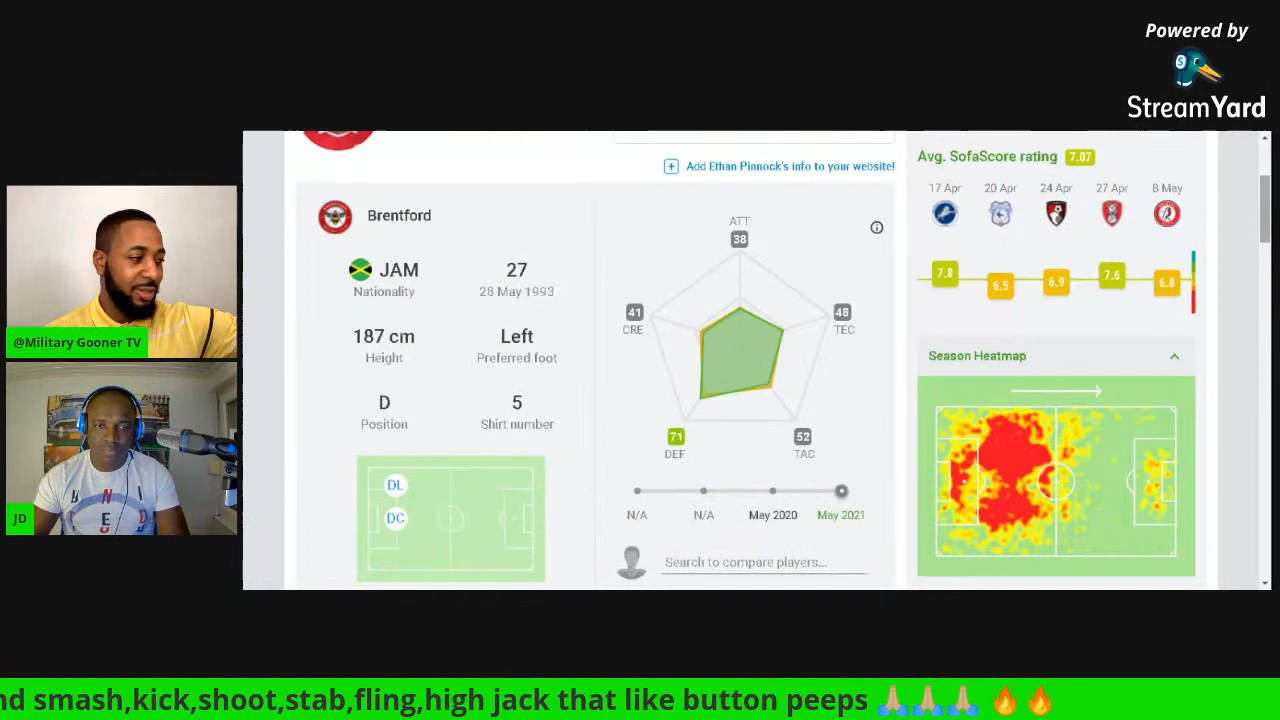 Powered by
StreamYard
Add Ethan Pinnock's info to your website!
Brentford
JAM
Nationality
27
28 May 1993
187 cm
Height
Left
Preferred foot
D
Position
5
Shirt number
DL
DC
ATT
38
41
CRE
48
TEC
71
DEF
52
TAC
N/A
N/A
May 2020
May 2021
Search to compare players...
Avg. SofaScore rating 7.07
17 Apr 20 Apr 24 Apr 27 Apr 8 May
7.8 6.5 6.9 7.6 6.8
Season Heatmap
@Military Gooner TV
JD
nd smash,kick,shoot,stab,fling,high jack that like button peeps 🙏🏼🙏🏼🙏🏼 🔥🔥